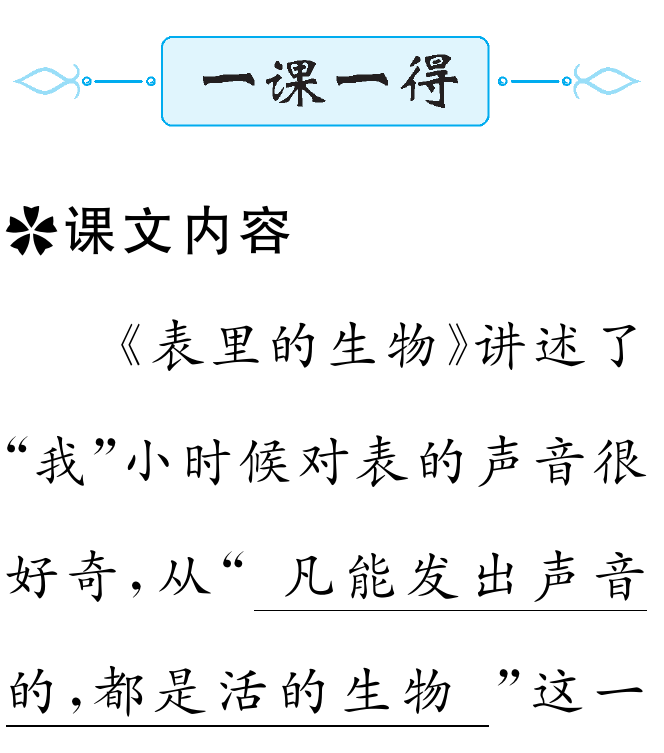 一课一得
课文内容
《表里的生物》讲述了
“我”小时候对表的声音很
好奇,从“ 凡能发出声音
的,都是活的生物 ”这一